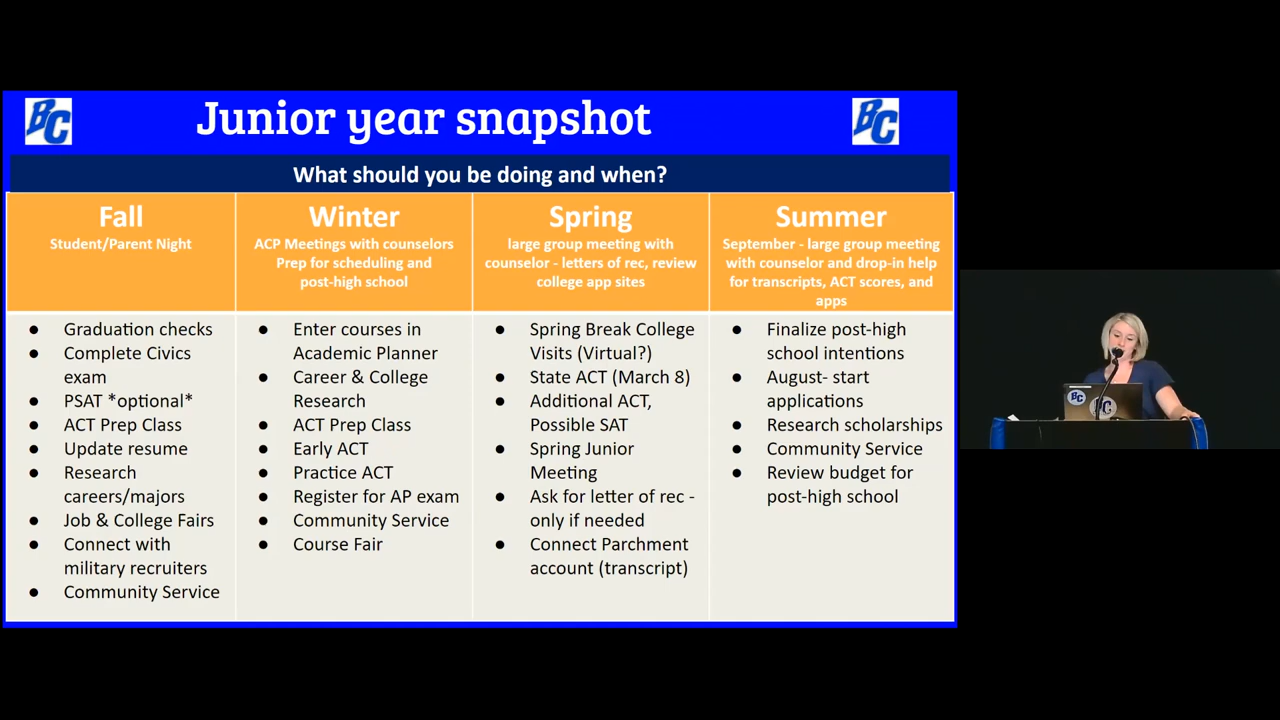 BC
Junior year snapshot
BC
What should you be doing and when?
Fall
Student/Parent Night
Winter
ACP Meetings with counselors
Prep for scheduling and
post-high school
Spring
large group meeting with
counselor - letters of rec, review
college app sites
Summer
September - large group meeting
with counselor and drop-in help
for transcripts, ACT scores, and
apps
● Graduation checks
● Complete Civics
exam
● PSAT *optional*
● ACT Prep Class
● Update resume
● Research
careers/majors
● Job & College Fairs
● Connect with
military recruiters
● Community Service
● Enter courses in
Academic Planner
● Career & College
Research
● ACT Prep Class
● Early ACT
● Practice ACT
● Register for AP exam
● Community Service
● Course Fair
● Spring Break College
Visits (Virtual?)
● State ACT (March 8)
● Additional ACT,
Possible SAT
● Spring Junior
Meeting
● Ask for letter of rec -
only if needed
● Connect Parchment
account (transcript)
● Finalize post-high
school intentions
● August- start
applications
● Research scholarships
● Community Service
● Review budget for
post-high school
BC
BC